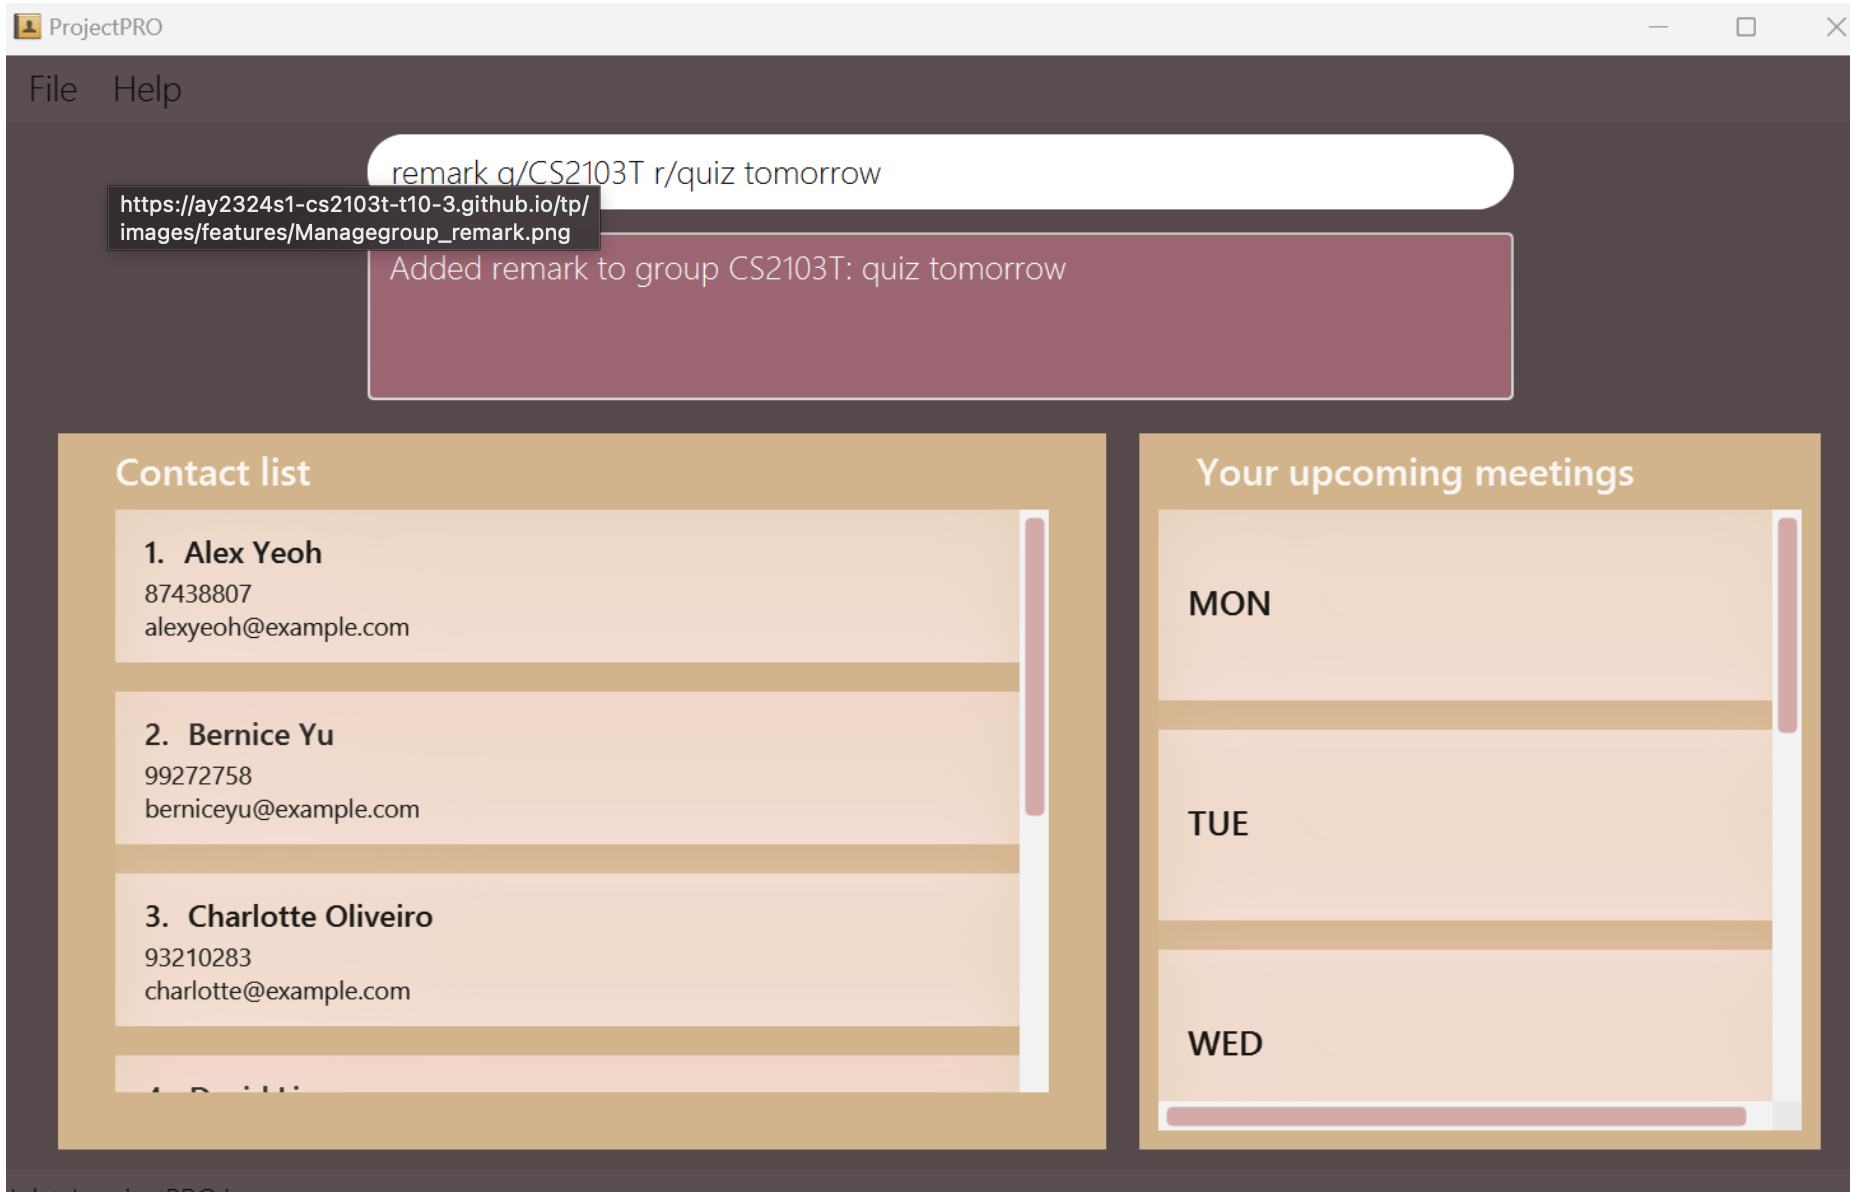 ProjectPRO
File Help
remark g/CS2103T r/quiz tomorrow
https://ay2324s1-cs2103t-t10-3.github.io/tp/
images/features/Managegroup_remark.png
Added remark to group CS2103T: quiz tomorrow
Contact list
1. Alex Yeoh
87438807
alexyeoh@example.com
2. Bernice Yu
99272758
berniceyu@example.com
3. Charlotte Oliveiro
93210283
charlotte@example.com
Your upcoming meetings
MON
TUE
WED